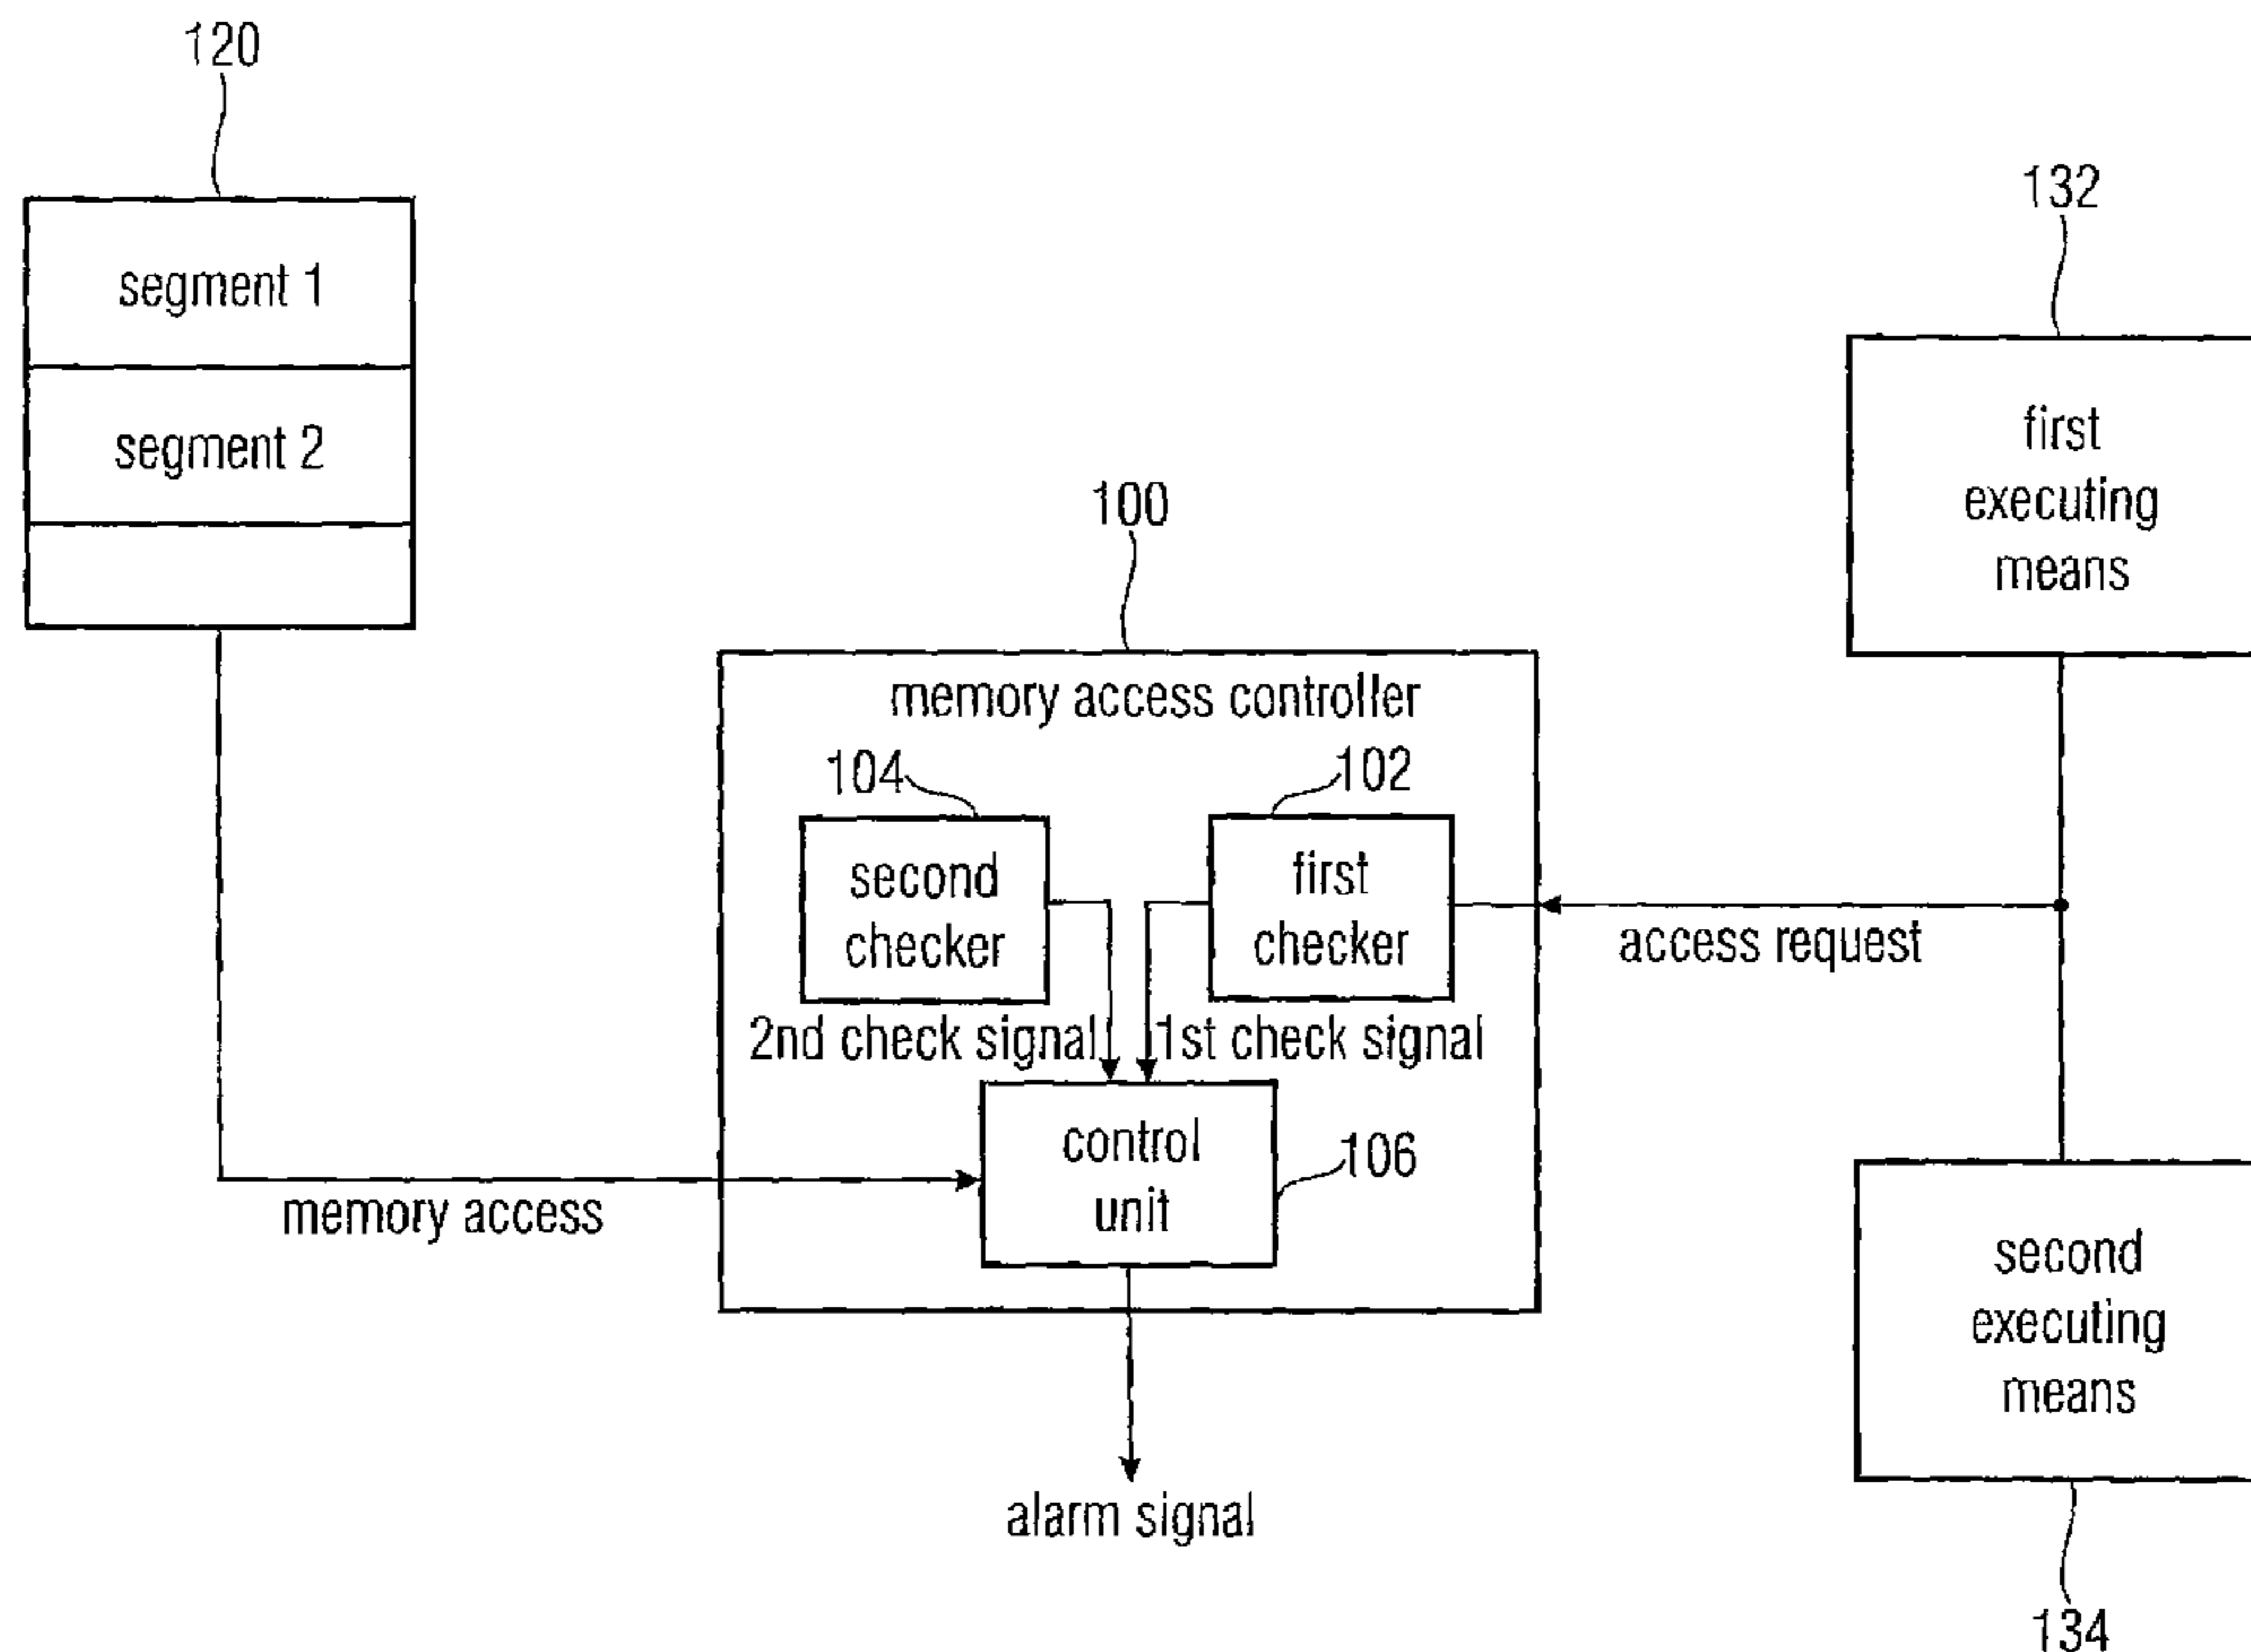 120
segment 1
segment 2
132
first
executing
means
100
memory access controller
104
102
second
checker
first
checker
access request
2nd check signal
1st check signal
control
unit
106
memory access
second
executing
means
alarm signal
134